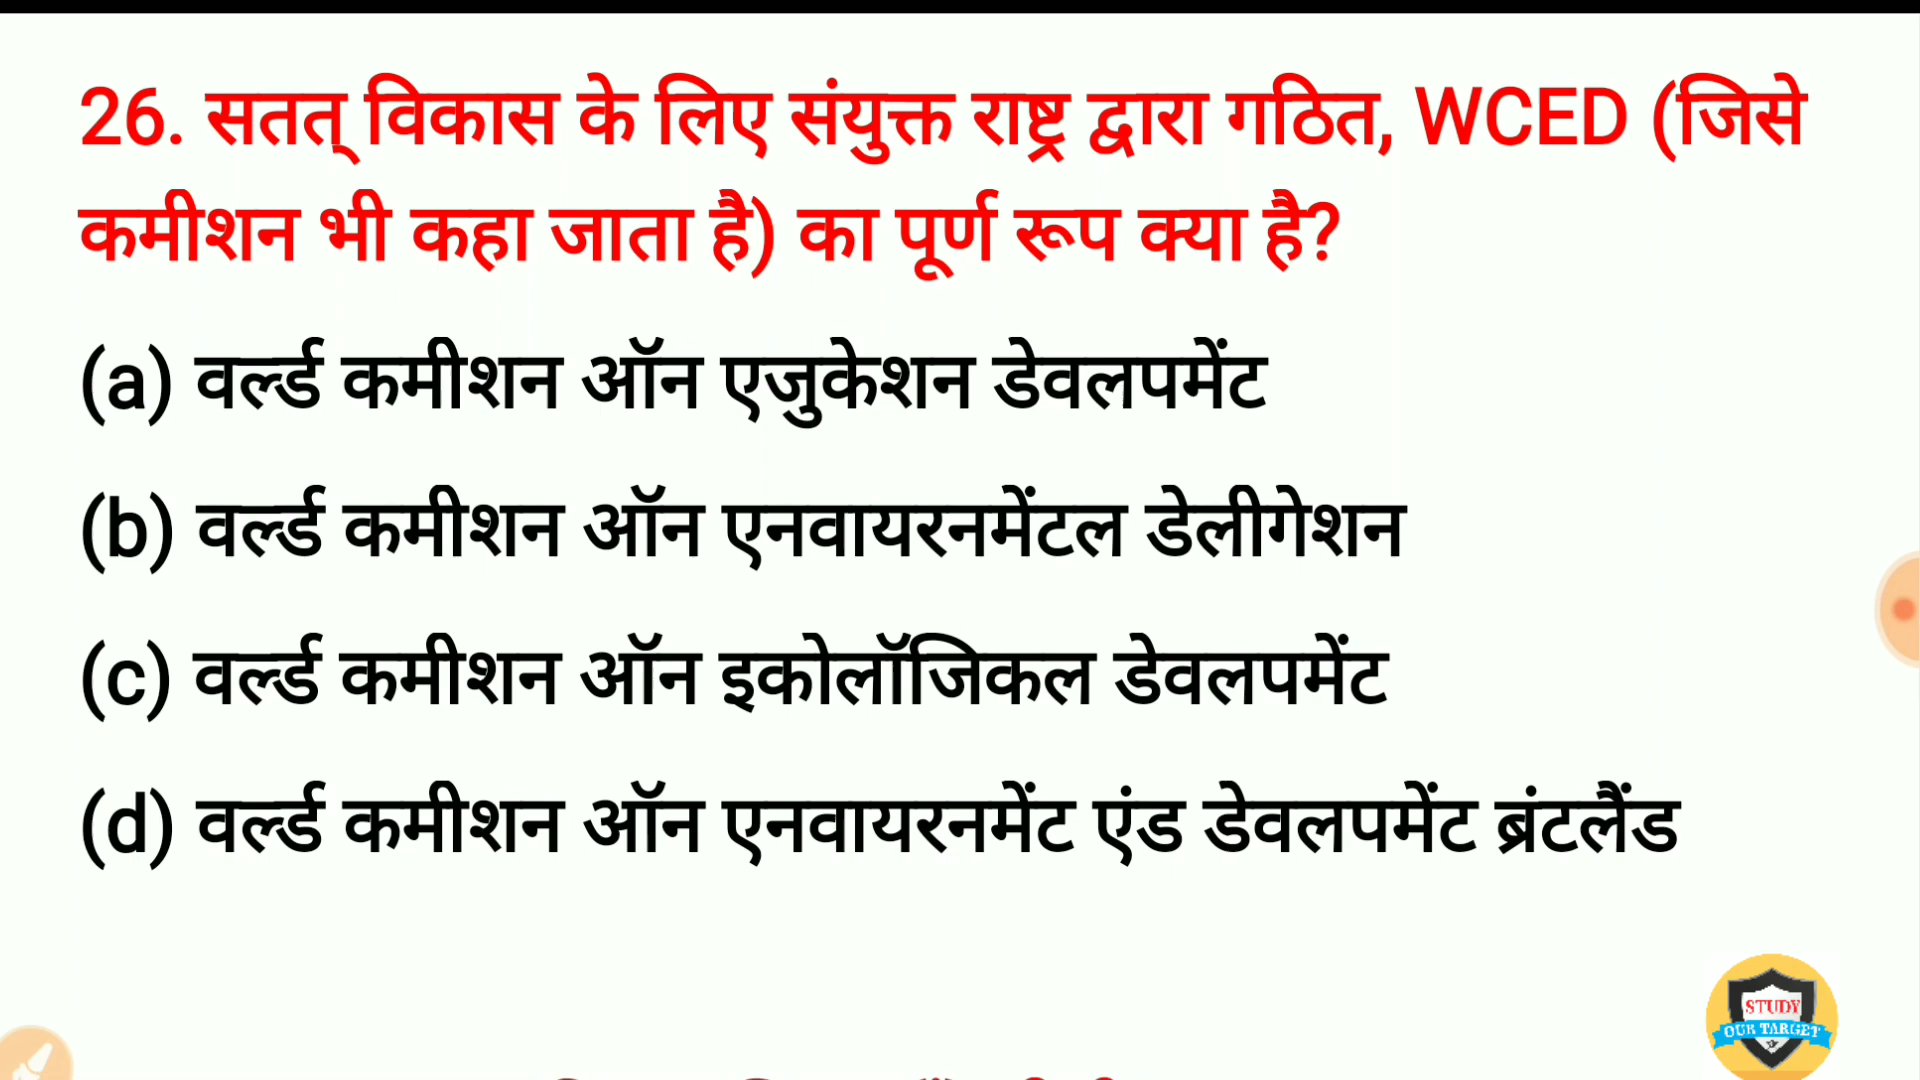 26. सतत् विकास के लिए संयुक्त राष्ट्र द्वारा गठित, WCED (जिसे
कमीशन भी कहा जाता है) का पूर्ण रूप क्या है?
(a) वर्ल्ड कमीशन ऑन एजुकेशन डेवलपमेंट
(b) वर्ल्ड कमीशन ऑन एनवायरनमेंटल डेलीगेशन
(c) वर्ल्ड कमीशन ऑन इकोलॉजिकल डेवलपमेंट
(d) वर्ल्ड कमीशन ऑन एनवायरनमेंट एंड डेवलपमेंट ब्रंटलैंड
STUDY
OUR TARGET